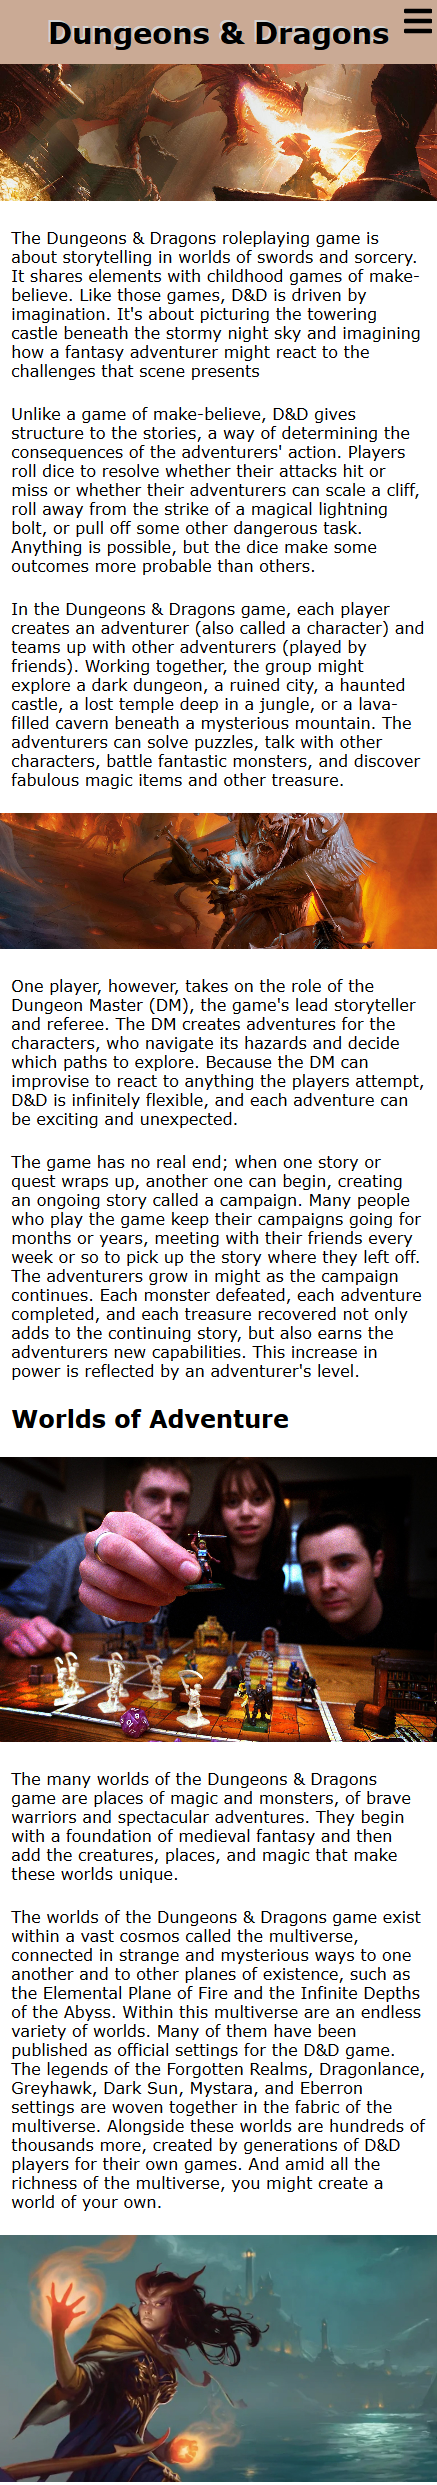 Dungeons & Dragons
The Dungeons & Dragons roleplaying game is
about storytelling in worlds of swords and sorcery.
It shares elements with childhood games of make-
believe. Like those games, D&D is driven by
imagination. It's about picturing the towering
castle beneath the stormy night sky and imagining
how a fantasy adventurer might react to the
challenges that scene presents
Unlike a game of make-believe, D&D gives
structure to the stories, a way of determining the
consequences of the adventurers' action. Players
roll dice to resolve whether their attacks hit or
miss or whether their adventurers can scale a cliff,
roll away from the strike of a magical lightning
bolt, or pull off some other dangerous task.
Anything is possible, but the dice make some
outcomes more probable than others.
In the Dungeons & Dragons game, each player
creates an adventurer (also called a character) and
teams up with other adventurers (played by
friends). Working together, the group might
explore a dark dungeon, a ruined city, a haunted
castle, a lost temple deep in a jungle, or a lava-
filled cavern beneath a mysterious mountain. The
adventurers can solve puzzles, talk with other
characters, battle fantastic monsters, and discover
fabulous magic items and other treasure.
One player, however, takes on the role of the
Dungeon Master (DM), the game's lead storyteller
and referee. The DM creates adventures for the
characters, who navigate its hazards and decide
which paths to explore. Because the DM can
improvise to react to anything the players attempt,
D&D is infinitely flexible, and each adventure can
be exciting and unexpected.
The game has no real end; when one story or
quest wraps up, another one can begin, creating
an ongoing story called a campaign. Many people
who play the game keep their campaigns going for
months or years, meeting with their friends every
week or so to pick up the story where they left off.
The adventurers grow in might as the campaign
continues. Each monster defeated, each adventure
completed, and each treasure recovered not only
adds to the continuing story, but also earns the
adventurers new capabilities. This increase in
power is reflected by an adventurer's level.
Worlds of Adventure
The many worlds of the Dungeons & Dragons
game are places of magic and monsters, of brave
warriors and spectacular adventures. They begin
with a foundation of medieval fantasy and then
add the creatures, places, and magic that make
these worlds unique.
The worlds of the Dungeons & Dragons game exist
within a vast cosmos called the multiverse,
connected in strange and mysterious ways to one
another and to other planes of existence, such as
the Elemental Plane of Fire and the Infinite Depths
of the Abyss. Within this multiverse are an endless
variety of worlds. Many of them have been
published as official settings for the D&D game.
The legends of the Forgotten Realms, Dragonlance,
Greyhawk, Dark Sun, Mystara, and Eberron
settings are woven together in the fabric of the
multiverse. Alongside these worlds are hundreds of
thousands more, created by generations of D&D
players for their own games. And amid all the
richness of the multiverse, you might create a
world of your own.